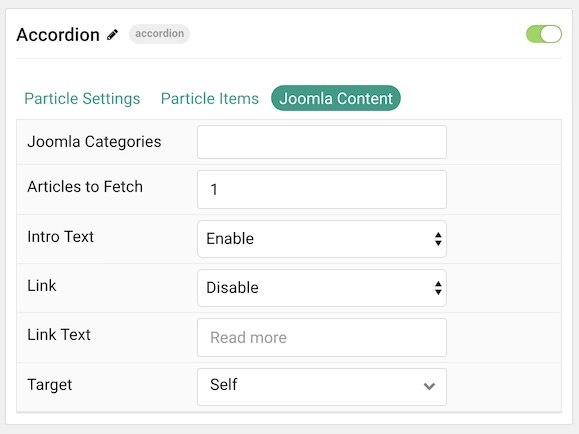 Accordion accordion
Particle Settings Particle Items Joomla Content
Joomla Categories
Articles to Fetch 1
Intro Text Enable
Link Disable
Link Text Read more
Target Self